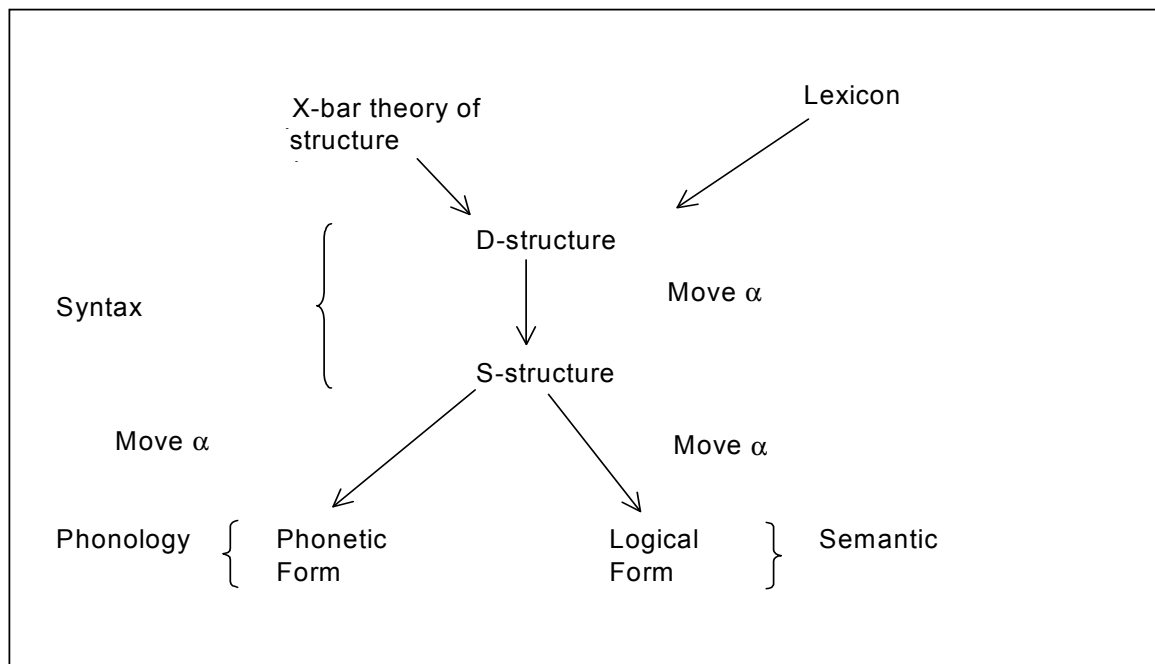 X-bar theory of
structure
Lexicon
D-structure
Move α
Syntax
S-structure
Move α
Move α
Phonology
Phonetic
Form
Logical
Form
Semantic